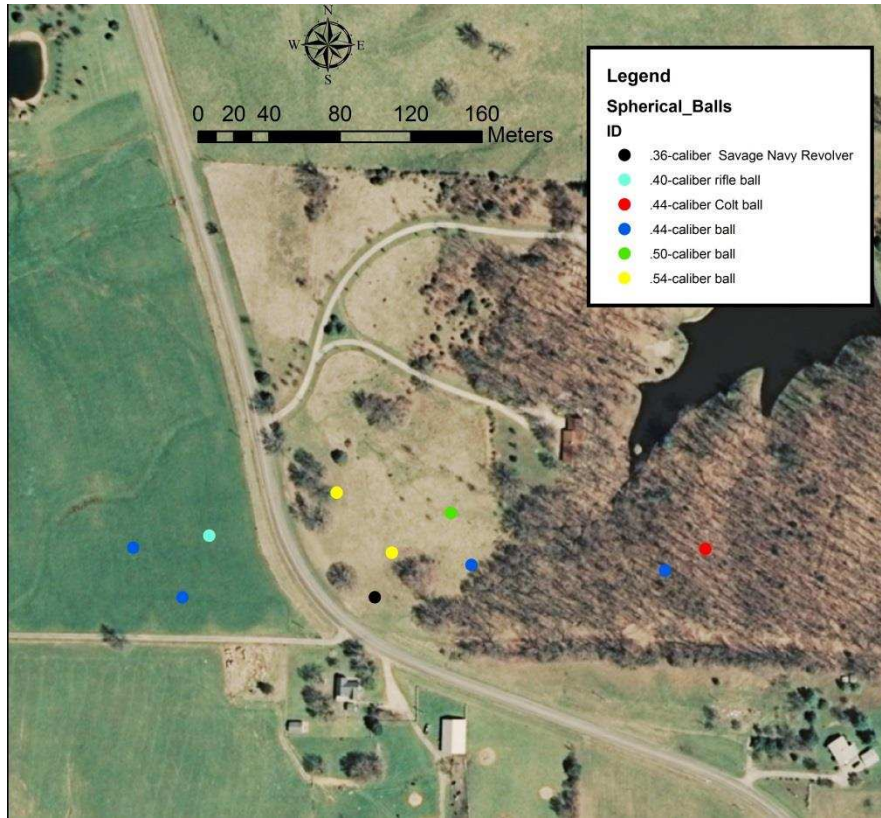 N
W E
S
0 20 40 80 120 160
Meters
Legend
Spherical_Balls
ID
.36-caliber Savage Navy Revolver
.40-caliber rifle ball
.44-caliber Colt ball
.44-caliber ball
.50-caliber ball
.54-caliber ball